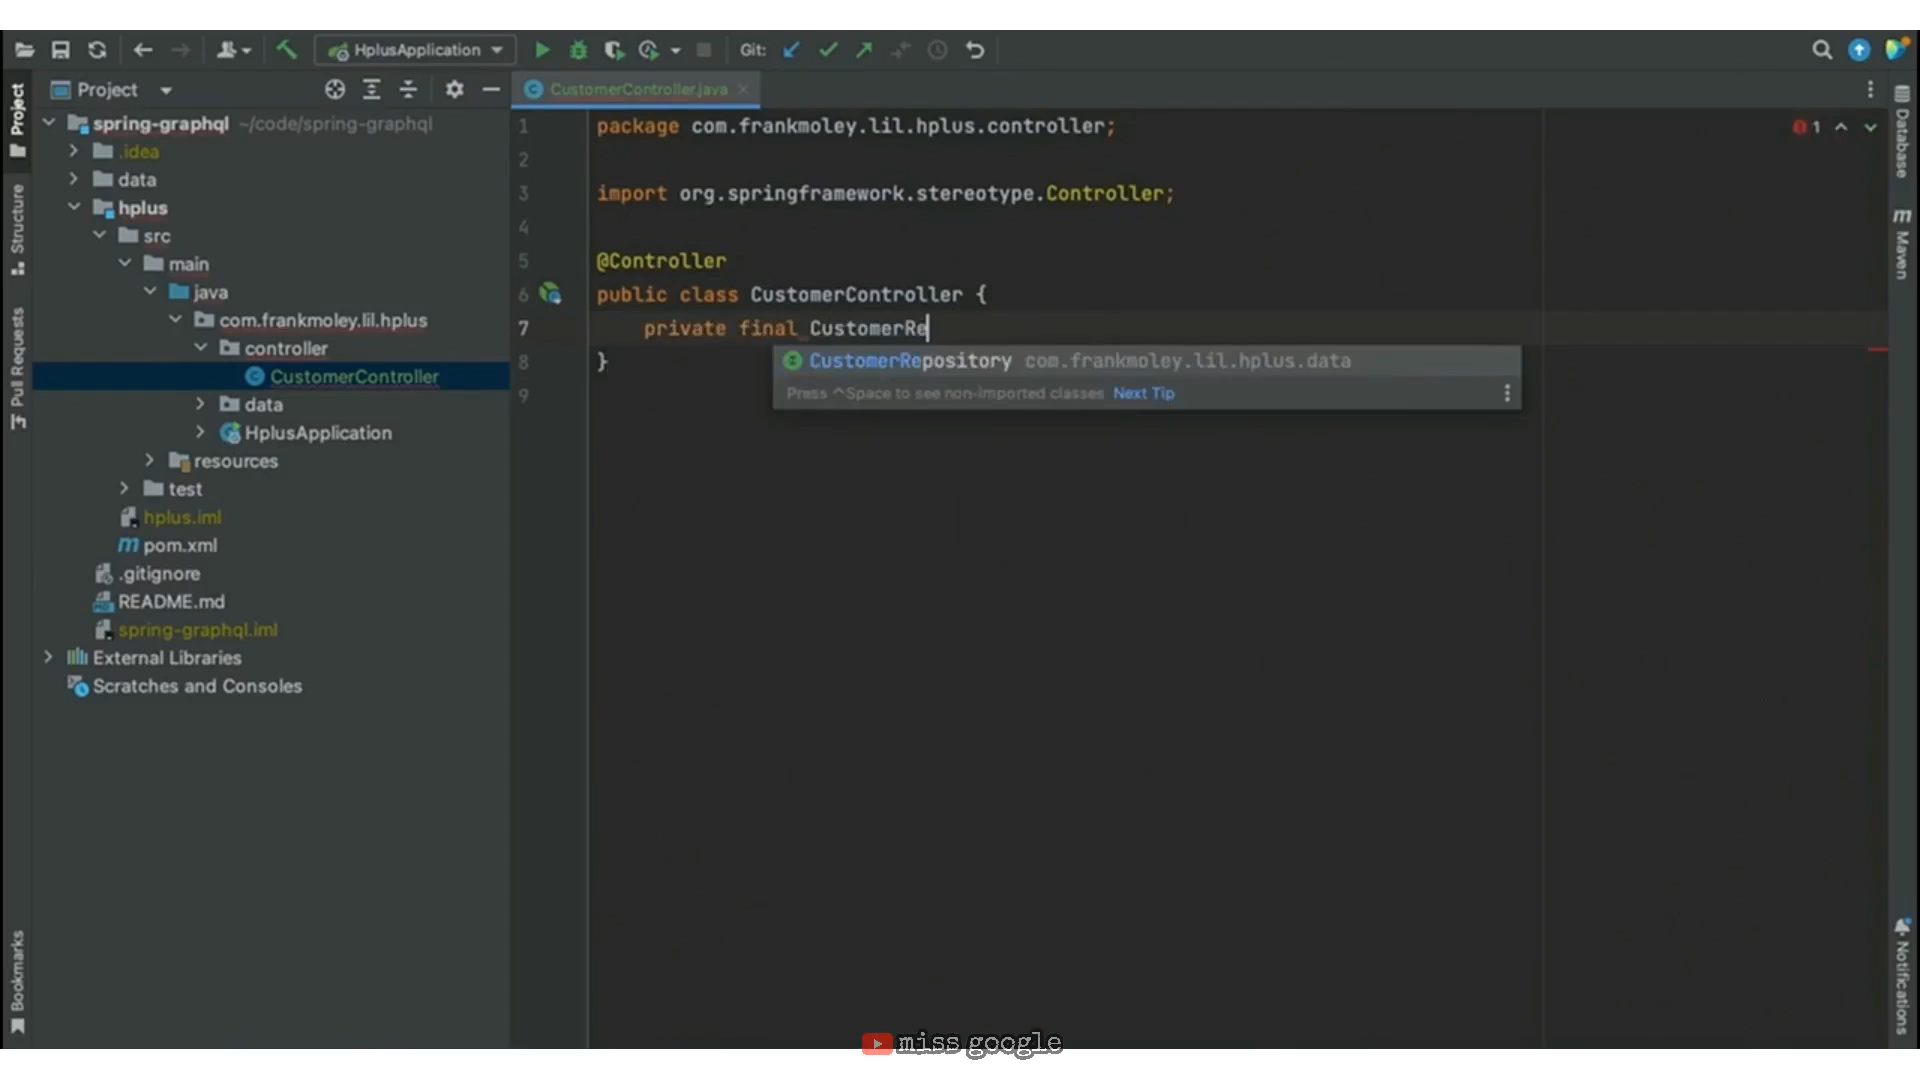 HplusApplication
Git:
Project
CustomerController.java
Project
Structure
Pull Requests
Bookmarks
spring-graphql ~/code/spring-graphql
.idea
data
hplus
src
main
java
com.frankmoley.lil.hplus
controller
CustomerController
data
HplusApplication
resources
test
hplus.iml
pom.xml
.gitignore
README.md
spring-graphql.iml
External Libraries
Scratches and Consoles
1 package com.frankmoley.lil.hplus.controller;
2
3 import org.springframework.stereotype.Controller;
4
5 @Controller
6 public class CustomerController {
7 private final CustomerRe
8 }
9
CustomerRepository com.frankmoley.lil.hplus.data
Press ^Space to see non-imported classes Next Tip
1
Database
Maven
Notifications
miss google